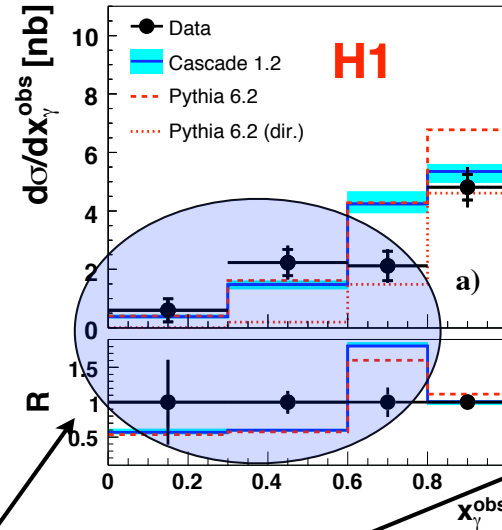 dσ/dx_γ^obs [nb]
10
8
6
4
2
0
Data
Cascade 1.2
Pythia 6.2
Pythia 6.2 (dir.)
H1
a)
R
1.5
1
0.5
0
0.2
0.4
0.6
0.8
x_γ^obs